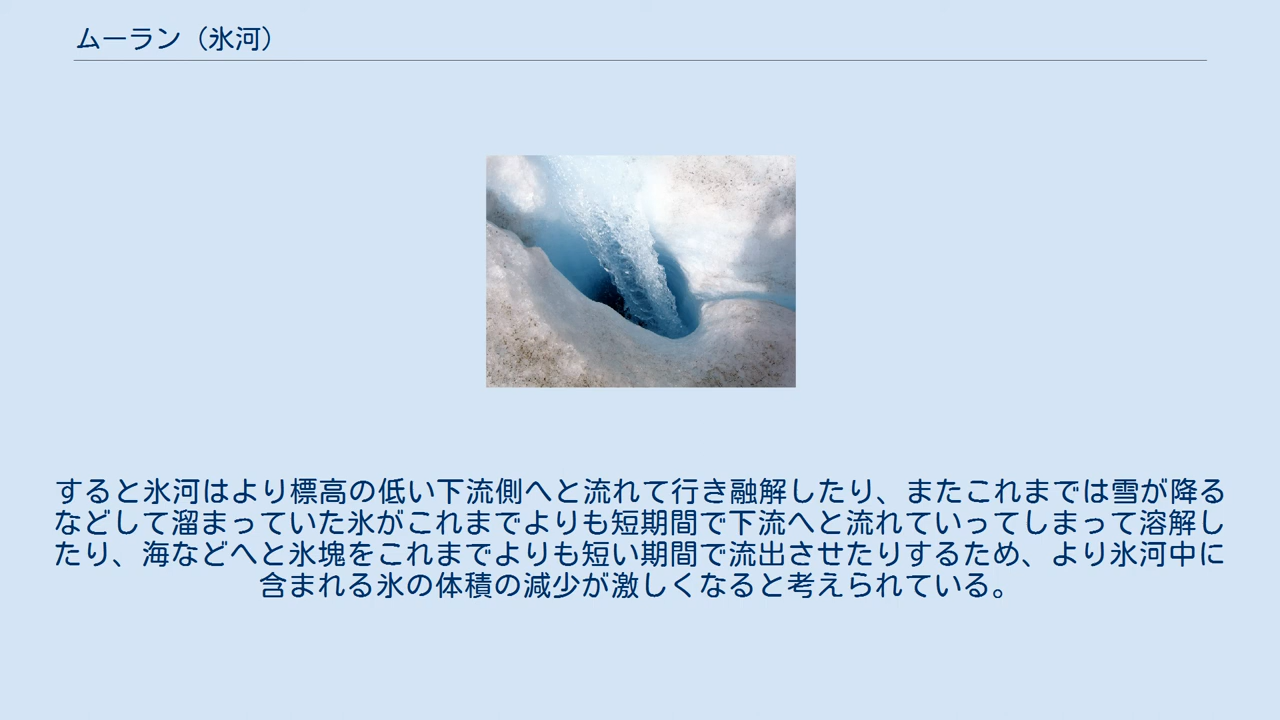 ムーラン（氷河）
すると氷河はより標高の低い下流側へと流れて行き融解したり、またこれまでは雪が降る
などして溜まっていた氷がこれまでよりも短期間で下流へと流れていってしまって溶解し
たり、海などへと氷塊をこれまでよりも短い期間で流出させたりするため、より氷河中に
含まれる氷の体積の減少が激しくなると考えられている。